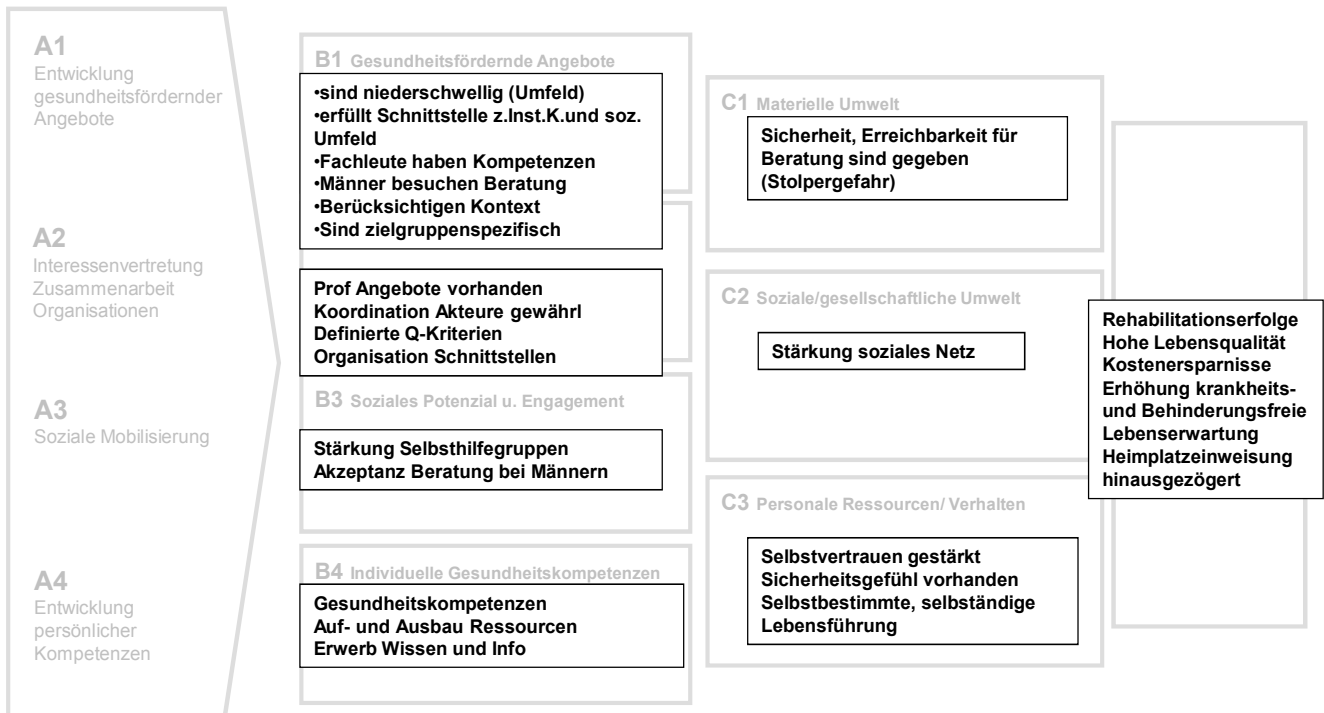 A1
Entwicklung
gesundheitsfördernder
Angebote
A2
Interessenvertretung
Zusammenarbeit
Organisationen
A3
Soziale Mobilisierung
A4
Entwicklung
persönlicher
Kompetenzen
B1 Gesundheitsfördernde Angebote
•sind niederschwellig (Umfeld)
•erfüllt Schnittstelle z.Inst.K.und soz.
Umfeld
•Fachleute haben Kompetenzen
•Männer besuchen Beratung
•Berücksichtigen Kontext
•Sind zielgruppenspezifisch
Prof Angebote vorhanden
Koordination Akteure gewährl
Definierte Q-Kriterien
Organisation Schnittstellen
B3 Soziales Potenzial u. Engagement
Stärkung Selbsthilfegruppen
Akzeptanz Beratung bei Männern
B4 Individuelle Gesundheitskompetenzen
Gesundheitskompetenzen
Auf- und Ausbau Ressourcen
Erwerb Wissen und Info
C1 Materielle Umwelt
Sicherheit, Erreichbarkeit für
Beratung sind gegeben
(Stolpergefahr)
C2 Soziale/gesellschaftliche Umwelt
Stärkung soziales Netz
C3 Personale Ressourcen/ Verhalten
Selbstvertrauen gestärkt
Sicherheitsgefühl vorhanden
Selbstbestimmte, selbständige
Lebensführung
Rehabilitationserfolge
Hohe Lebensqualität
Kostenersparnisse
Erhöhung krankheits-
und Behinderungsfreie
Lebenserwartung
Heimplatzeinweisung
hinausgezögert